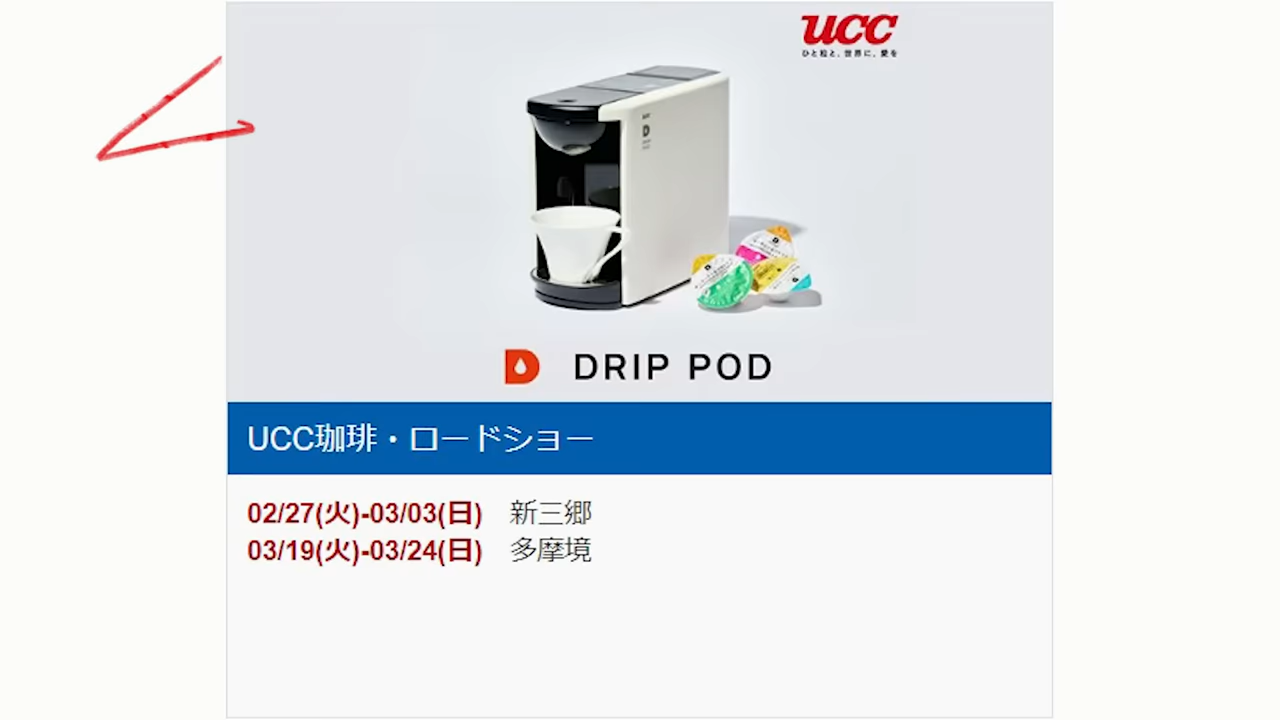 UCC
ひと粒と、世界に、愛を
D
DRIP POD
UCC珈琲・ロードショー
02/27(火)-03/03(日) 新三郷
03/19(火)-03/24(日) 多摩境